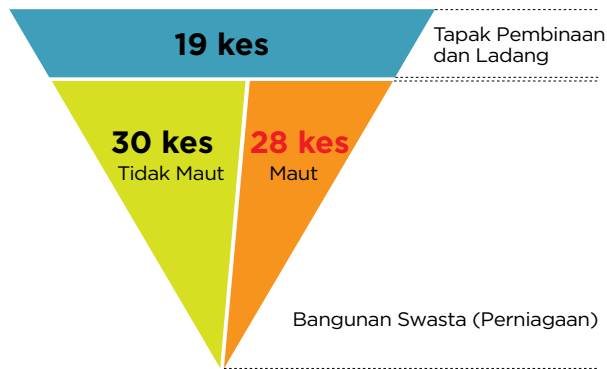 19 kes
Tapak Pembinaan
dan Ladang
30 kes
Tidak Maut
28 kes
Maut
Bangunan Swasta (Perniagaan)